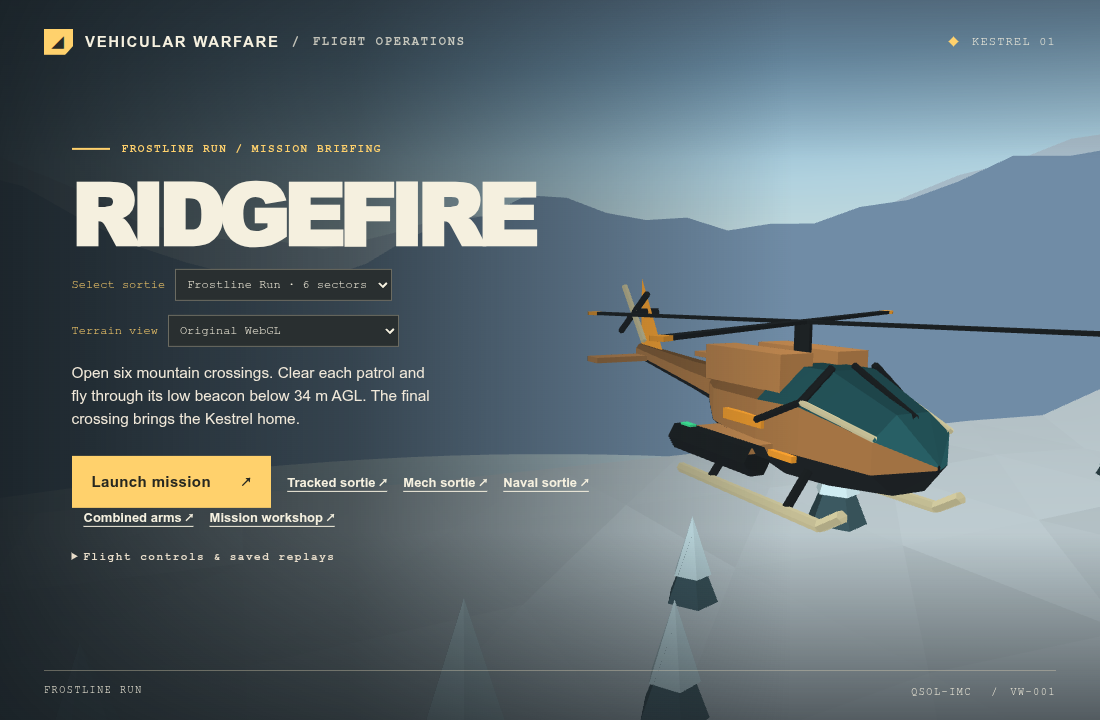 VEHICULAR WARFARE / FLIGHT OPERATIONS
KESTREL 01
FROSTLINE RUN / MISSION BRIEFING
RIDGEFIRE
Select sortie Frostline Run · 6 sectors
Terrain view Original WebGL
Open six mountain crossings. Clear each patrol and
fly through its low beacon below 34 m AGL. The final
crossing brings the Kestrel home.
Launch mission ↗ Tracked sortie ↗ Mech sortie ↗ Naval sortie ↗
Combined arms ↗ Mission workshop ↗
Flight controls & saved replays
FROSTLINE RUN
QSOL-IMC / VW-001